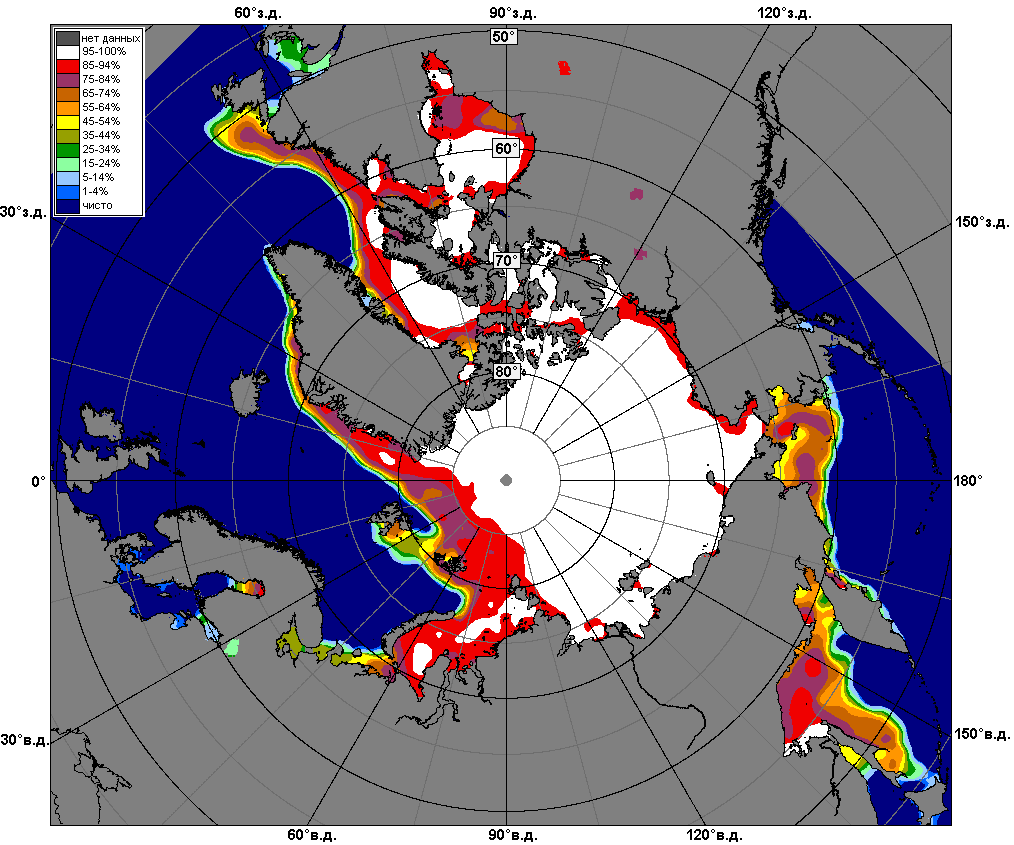 60°з.д.
90°з.д.
120°з.д.
нет данных
95-100%
85-94%
75-84%
65-74%
55-64%
45-54%
35-44%
25-34%
15-24%
5-14%
1-4%
чисто
50°
60°
30°з.д.
150°з.д.
70°
80°
0°
180°
30°в.д.
150°в.д.
60°в.д.
90°в.д.
120°в.д.